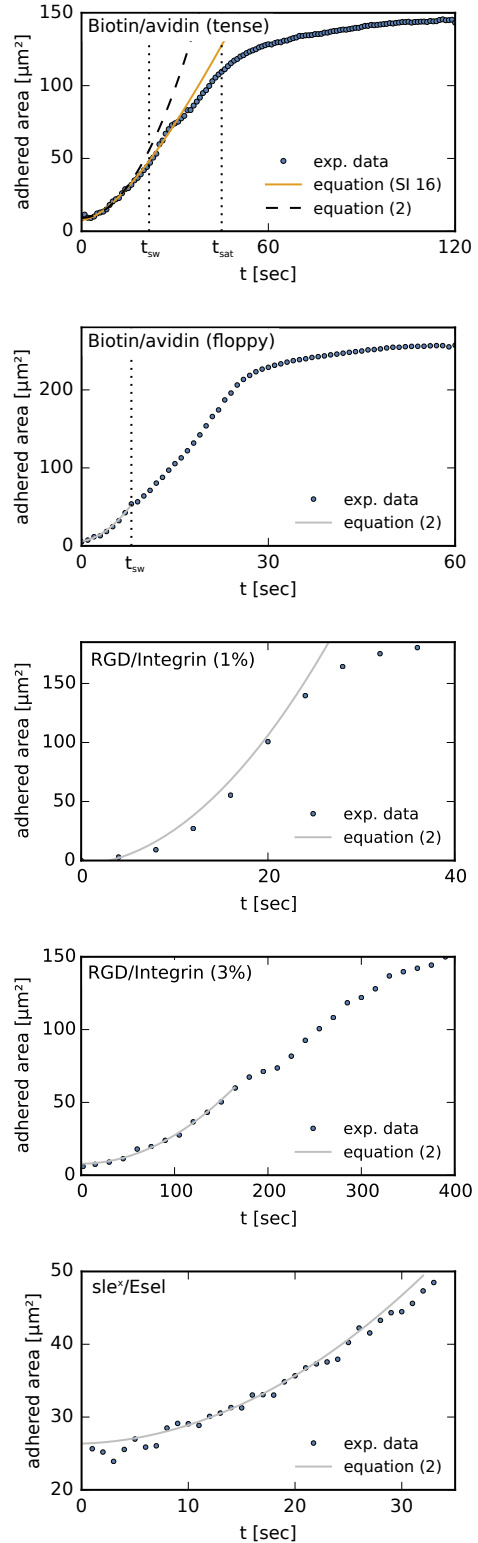 Biotin/avidin (tense)
150
100
50
0
adhered area [µm²]
exp. data
equation (SI 16)
equation (2)
0 t_sw t_sat 60 120
t [sec]
Biotin/avidin (floppy)
200
100
0
adhered area [µm²]
exp. data
equation (2)
0 t_sw 30 60
t [sec]
RGD/Integrin (1%)
150
100
50
0
adhered area [µm²]
exp. data
equation (2)
0 20 40
t [sec]
RGD/Integrin (3%)
150
100
50
0
adhered area [µm²]
exp. data
equation (2)
0 100 200 300 400
t [sec]
sleˣ/Esel
50
40
30
20
adhered area [µm²]
exp. data
equation (2)
0 10 20 30
t [sec]